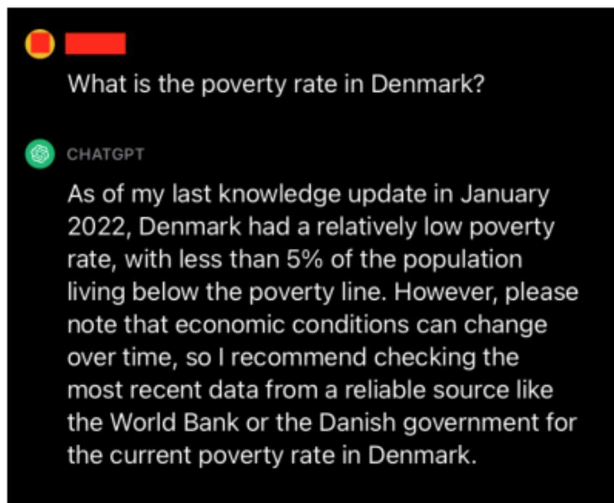 What is the poverty rate in Denmark?
CHATGPT
As of my last knowledge update in January
2022, Denmark had a relatively low poverty
rate, with less than 5% of the population
living below the poverty line. However, please
note that economic conditions can change
over time, so I recommend checking the
most recent data from a reliable source like
the World Bank or the Danish government for
the current poverty rate in Denmark.